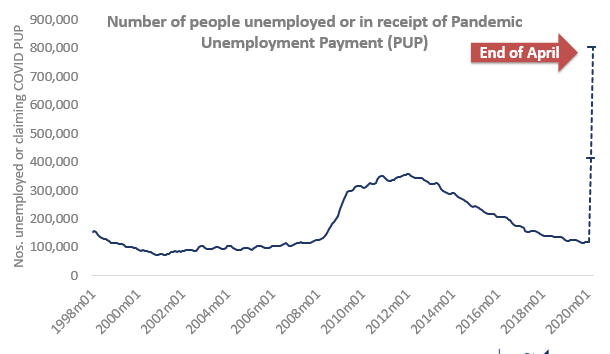 Number of people unemployed or in receipt of Pandemic
Unemployment Payment (PUP)
End of April
Nos. unemployed or claiming COVID PUP
900,000
800,000
700,000
600,000
500,000
400,000
300,000
200,000
100,000
0
1998m01
2000m01
2002m01
2004m01
2006m01
2008m01
2010m01
2012m01
2014m01
2016m01
2018m01
2020m01